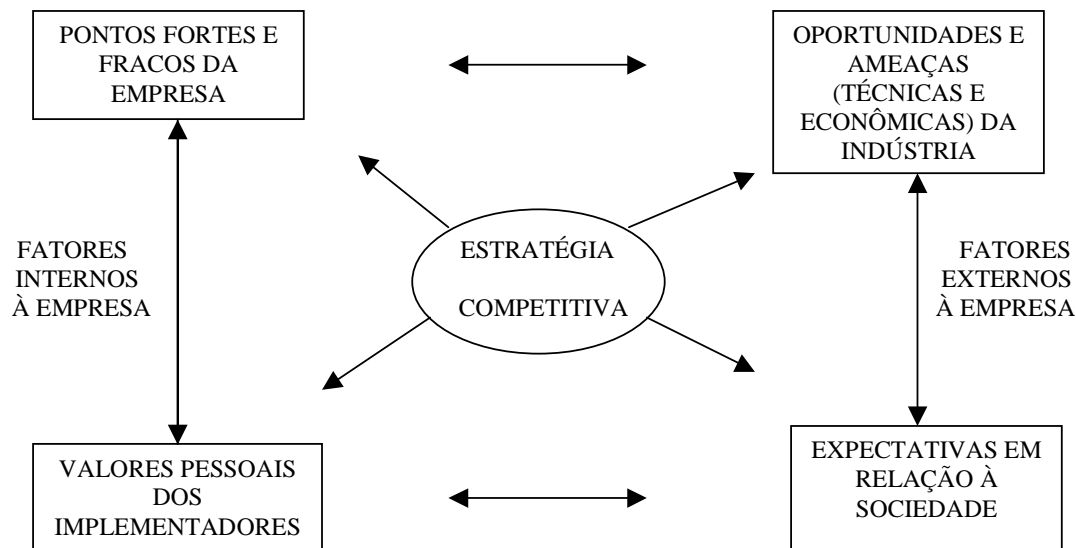 PONTOS FORTES E
FRACOS DA
EMPRESA
OPORTUNIDADES E
AMEAÇAS
(TÉCNICAS E
ECONÔMICAS) DA
INDÚSTRIA
FATORES
INTERNOS
À EMPRESA
ESTRATÉGIA
COMPETITIVA
FATORES
EXTERNOS
À EMPRESA
VALORES PESSOAIS
DOS
IMPLEMENTADORES
EXPECTATIVAS EM
RELAÇÃO À
SOCIEDADE